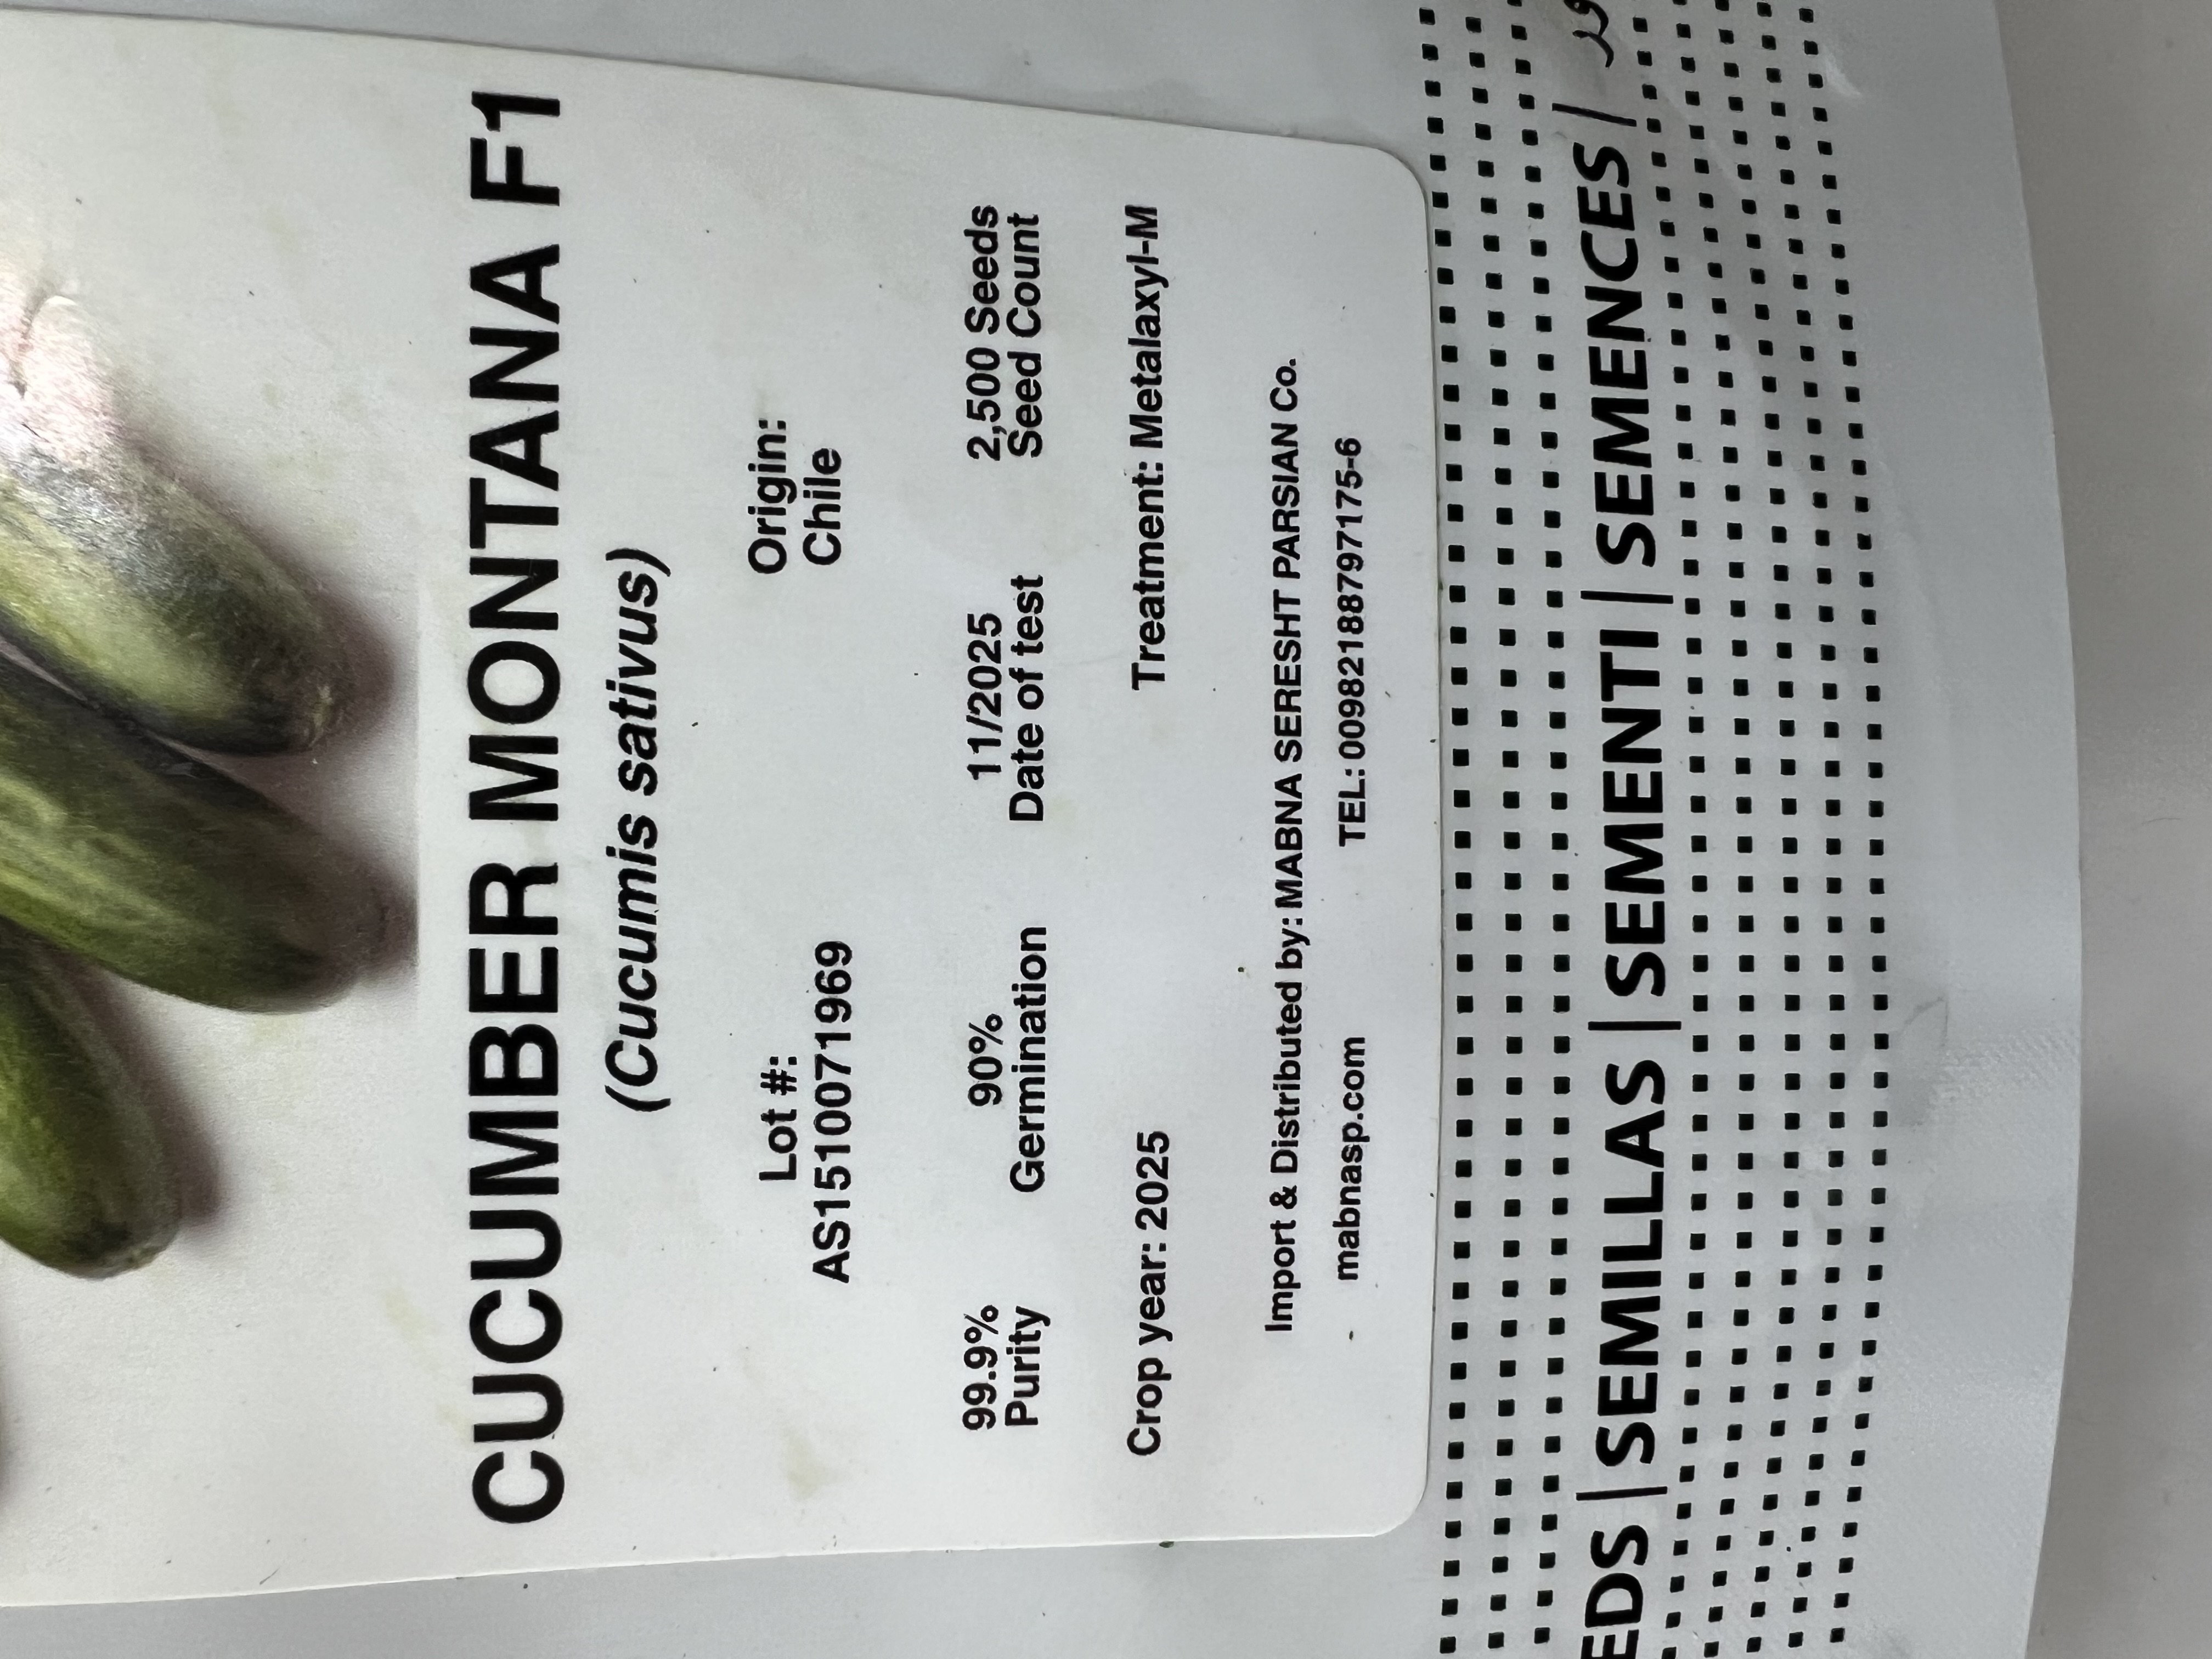 CUCUMBER MONTANA F1
(Cucumis sativus)
Lot #:
AS1510071969
Origin:
Chile
99.9%
Purity
90%
Germination
11/2025
Date of test
2,500 Seeds
Seed Count
Crop year: 2025
Treatment: Metalaxyl-M
Import & Distributed by: MABNA SERESHT PARSIAN Co.
mabnasp.com TEL: 00982188797175-6
EDS | SEMILLAS | SEMENTI | SEMENCES |